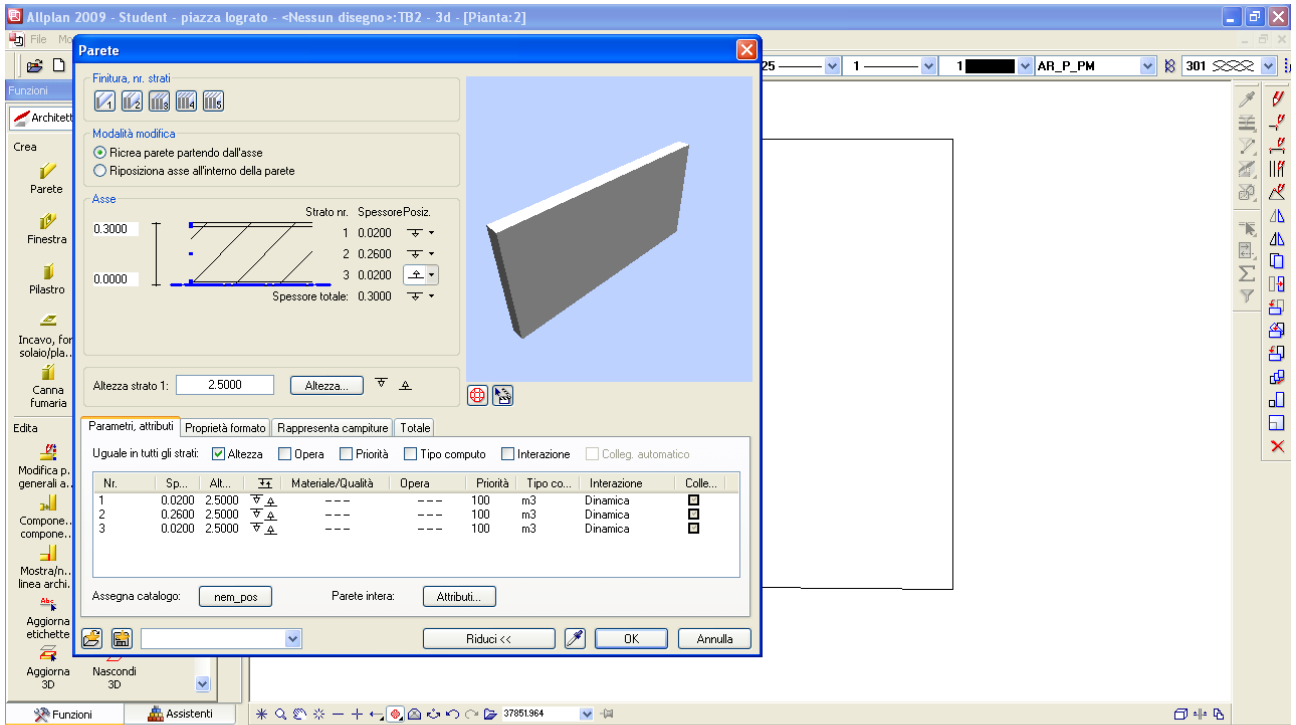 Allplan 2009 - Student - piazza lograto - <Nessun disegno>:TB2 - 3d - [Pianta:2]
File Mo
Parete
25 1 1 AR_P_PM 301
Funzioni
Architett
Crea
Parete
Finestra
Pilastro
Incavo, for
solaio/pla..
Canna
fumaria
Edita
Modifica p.
generali a..
Compone..
compone..
Mostra/n..
linea archi.
Abc
Aggiorna
etichette
Aggiorna
3D
Nascondi
3D
Finitura, nr. strati
1 2 3 4 5
Modalità modifica
Ricrea parete partendo dall'asse
Riposiziona asse all'interno della parete
Asse
Strato nr. Spessore Posiz.
0.3000
1 0.0200
2 0.2600
0.0000
3 0.0200
Spessore totale: 0.3000
Altezza strato 1: 2.5000 Altezza...
Parametri, attributi Proprietà formato Rappresenta campiture Totale
Uguale in tutti gli strati: Altezza Opera Priorità Tipo computo Interazione Colleg. automatico
Nr. Sp... Alt... Materiale/Qualità Opera Priorità Tipo co... Interazione Colle...
1 0.0200 2.5000 – – – – – – 100 m3 Dinamica
2 0.2600 2.5000 – – – – – – 100 m3 Dinamica
3 0.0200 2.5000 – – – – – – 100 m3 Dinamica
Assegna catalogo: nem_pos Parete intera: Attributi...
Riduci << OK Annulla
Funzioni Assistenti 37851.964